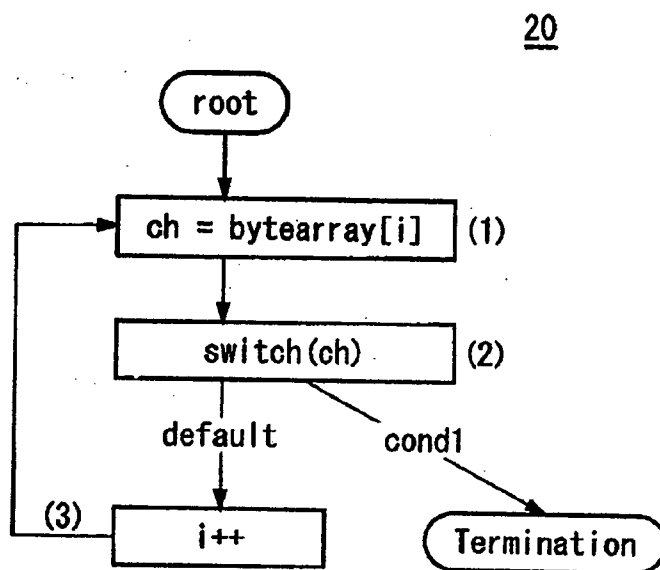 20
root
ch = bytearray[i] (1)
switch(ch) (2)
default
cond1
(3)
i++
Termination